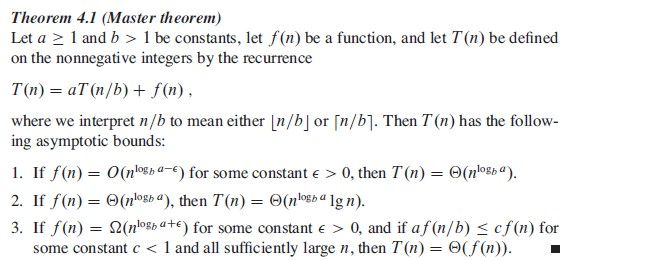 Theorem 4.1 (Master theorem)
Let a ≥ 1 and b > 1 be constants, let f(n) be a function, and let T(n) be defined
on the nonnegative integers by the recurrence
T(n) = aT(n/b) + f(n) ,
where we interpret n/b to mean either ⌊n/b⌋ or ⌈n/b⌉. Then T(n) has the follow-
ing asymptotic bounds:
1. If f(n) = O(n^{log_b a−ϵ}) for some constant ϵ > 0, then T(n) = Θ(n^{log_b a}).
2. If f(n) = Θ(n^{log_b a}), then T(n) = Θ(n^{log_b a} lg n).
3. If f(n) = Ω(n^{log_b a+ϵ}) for some constant ϵ > 0, and if af(n/b) ≤ cf(n) for
some constant c < 1 and all sufficiently large n, then T(n) = Θ(f(n)). ■